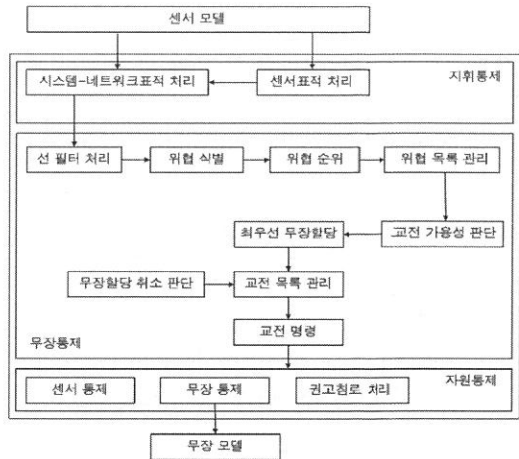 센서 모델
시스템-네트워크표적 처리
센서표적 처리
지휘통제
선 필터 처리
위협 식별
위협 순위
위협 목록 관리
최우선 무장할당
교전 가용성 판단
무장할당 취소 판단
교전 목록 관리
교전 명령
무장통제
센서 통제
무장 통제
권고침로 처리
자원통제
무장 모델